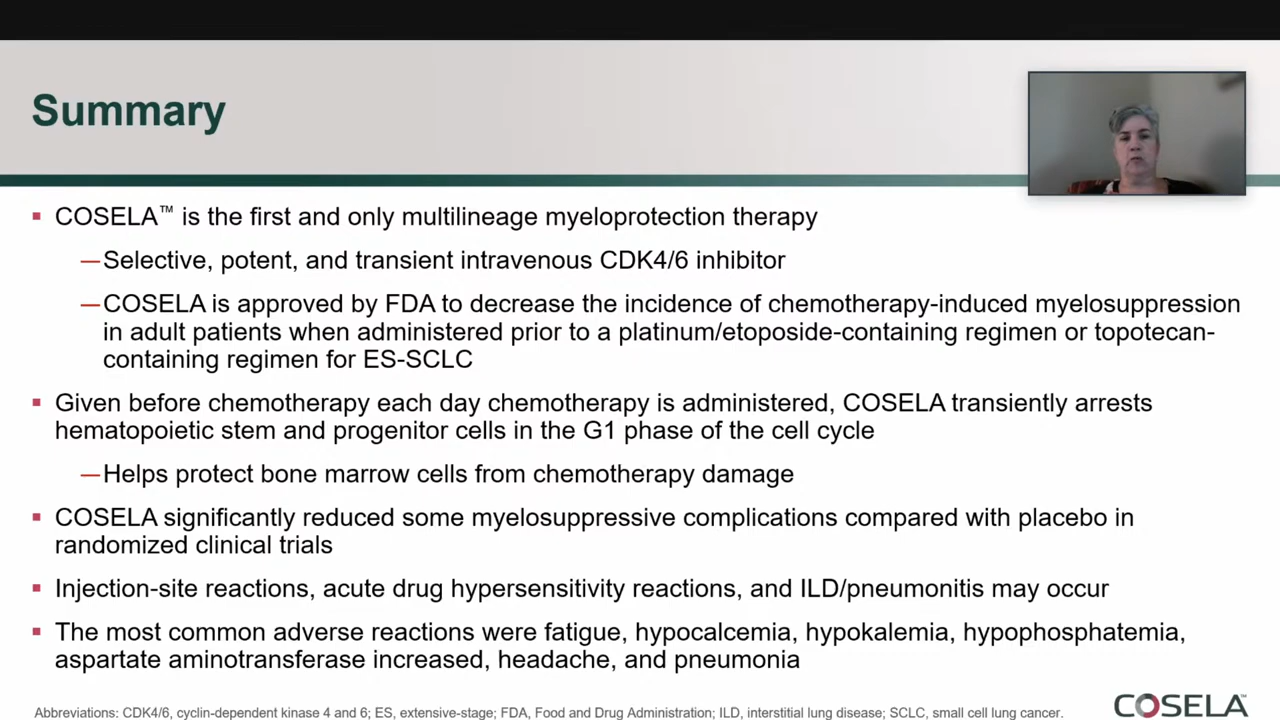 Summary
▪ COSELA™ is the first and only multilineage myeloprotection therapy
—Selective, potent, and transient intravenous CDK4/6 inhibitor
—COSELA is approved by FDA to decrease the incidence of chemotherapy-induced myelosuppression
in adult patients when administered prior to a platinum/etoposide-containing regimen or topotecan-
containing regimen for ES-SCLC
▪ Given before chemotherapy each day chemotherapy is administered, COSELA transiently arrests
hematopoietic stem and progenitor cells in the G1 phase of the cell cycle
—Helps protect bone marrow cells from chemotherapy damage
▪ COSELA significantly reduced some myelosuppressive complications compared with placebo in
randomized clinical trials
▪ Injection-site reactions, acute drug hypersensitivity reactions, and ILD/pneumonitis may occur
▪ The most common adverse reactions were fatigue, hypocalcemia, hypokalemia, hypophosphatemia,
aspartate aminotransferase increased, headache, and pneumonia
Abbreviations: CDK4/6, cyclin-dependent kinase 4 and 6; ES, extensive-stage; FDA, Food and Drug Administration; ILD, interstitial lung disease; SCLC, small cell lung cancer.
COSELA™